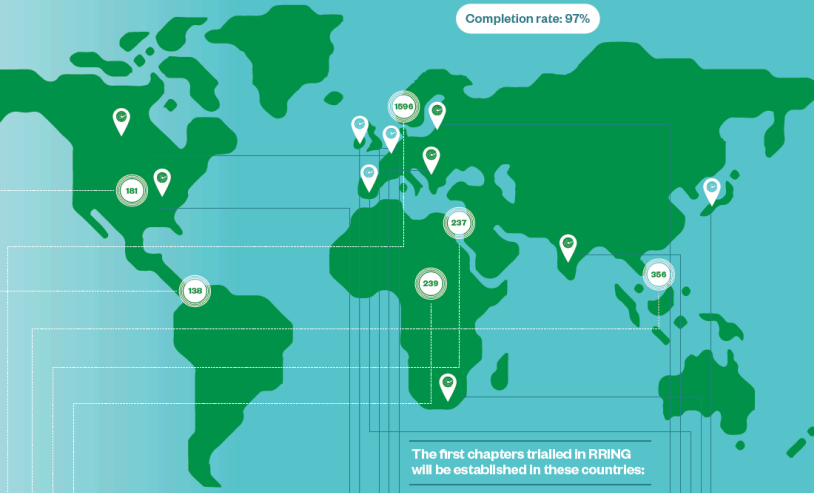 Completion rate: 97%
1596
181
237
356
239
138
The first chapters trialled in RRING
will be established in these countries: